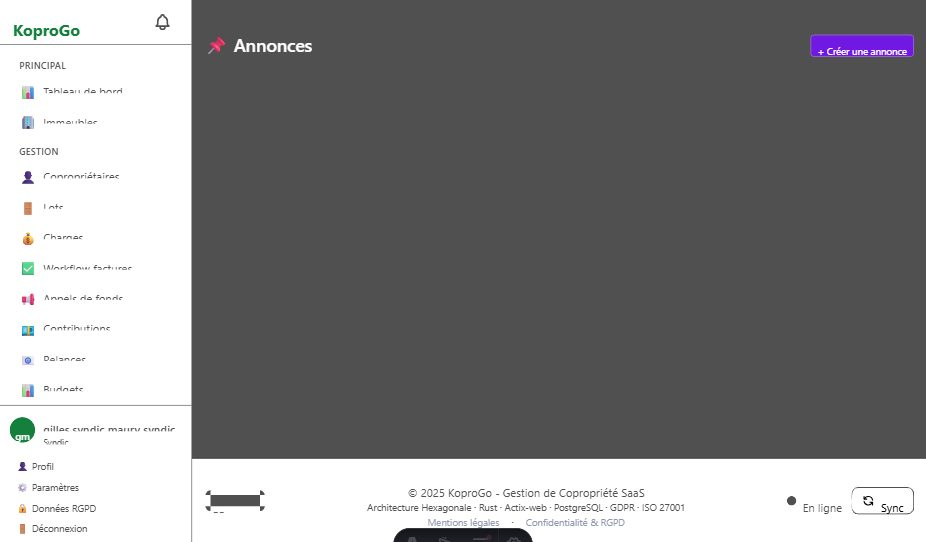 KoproGo
PRINCIPAL
Tableau de bord
Immeubles
GESTION
Copropriétaires
Lots
Charges
Workflow factures
Appels de fonds
Contributions
Relances
Budgets
gm
gilles syndic maury syndic
Syndic
Profil
Paramètres
Données RGPD
Déconnexion
Annonces
+ Créer une annonce
© 2025 KoproGo - Gestion de Copropriété SaaS
Architecture Hexagonale · Rust · Actix-web · PostgreSQL · GDPR · ISO 27001
Mentions légales · Confidentialité & RGPD
En ligne
Sync